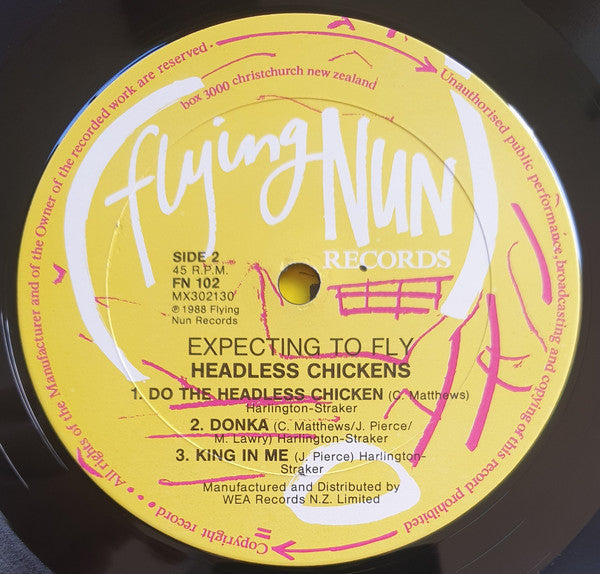 Copyright record • • • All rights of the Manufacturer and of the Owner of the recorded work are reserved •
Unauthorised public performance, broadcasting and copying of this record prohibited
box 3000 christchurch new zealand
flying NUN
RECORDS
SIDE 2
45 R.P.M.
FN 102
MX302130
℗ 1988 Flying
Nun Records
EXPECTING TO FLY
HEADLESS CHICKENS
1. DO THE HEADLESS CHICKEN (C. Matthews)
Harlington-Straker
2. DONKA (C. Matthews/J. Pierce/
M. Lawry) Harlington-Straker
3. KING IN ME (J. Pierce) Harlington-
Straker
Manufactured and Distributed by
WEA Records N.Z. Limited